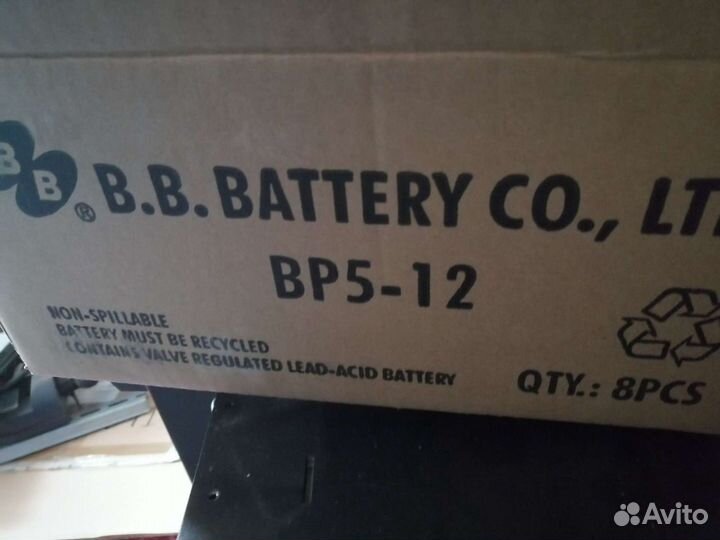 B B ® B.B. BATTERY CO., LT
BP5-12
NON-SPILLABLE
BATTERY MUST BE RECYCLED
CONTAINS VALVE REGULATED LEAD-ACID BATTERY
QTY.: 8PCS
Avito